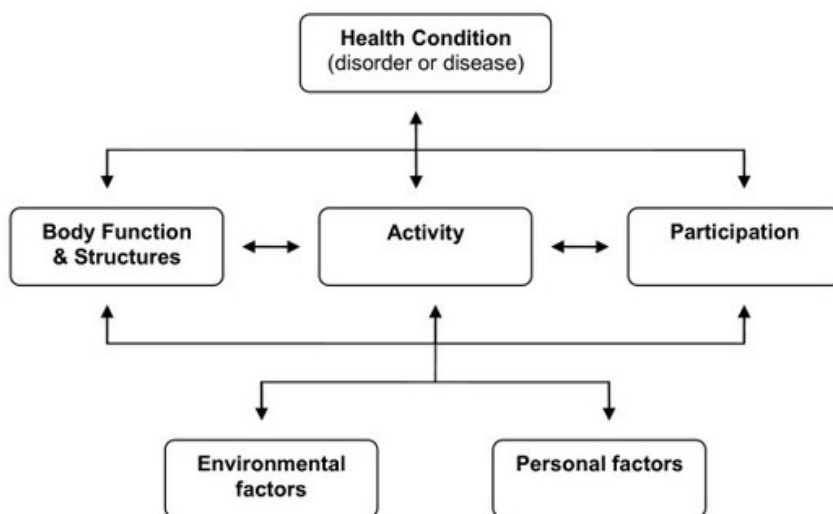 Health Condition
(disorder or disease)
Body Function
& Structures
Activity
Participation
Environmental
factors
Personal factors